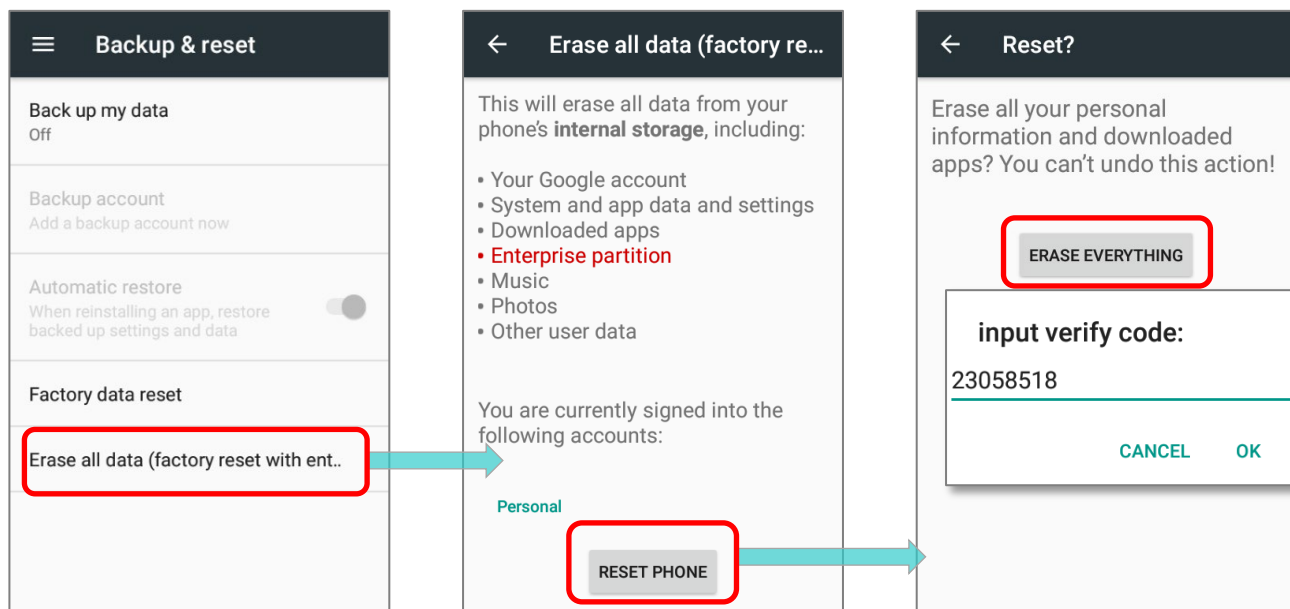 Backup & reset
Back up my data
Off
Backup account
Add a backup account now
Automatic restore
When reinstalling an app, restore
backed up settings and data
Factory data reset
Erase all data (factory reset with ent..
Erase all data (factory re...
This will erase all data from your
phone's internal storage, including:
• Your Google account
• System and app data and settings
• Downloaded apps
• Enterprise partition
• Music
• Photos
• Other user data
You are currently signed into the
following accounts:
Personal
RESET PHONE
Reset?
Erase all your personal
information and downloaded
apps? You can't undo this action!
ERASE EVERYTHING
input verify code:
23058518
CANCEL OK